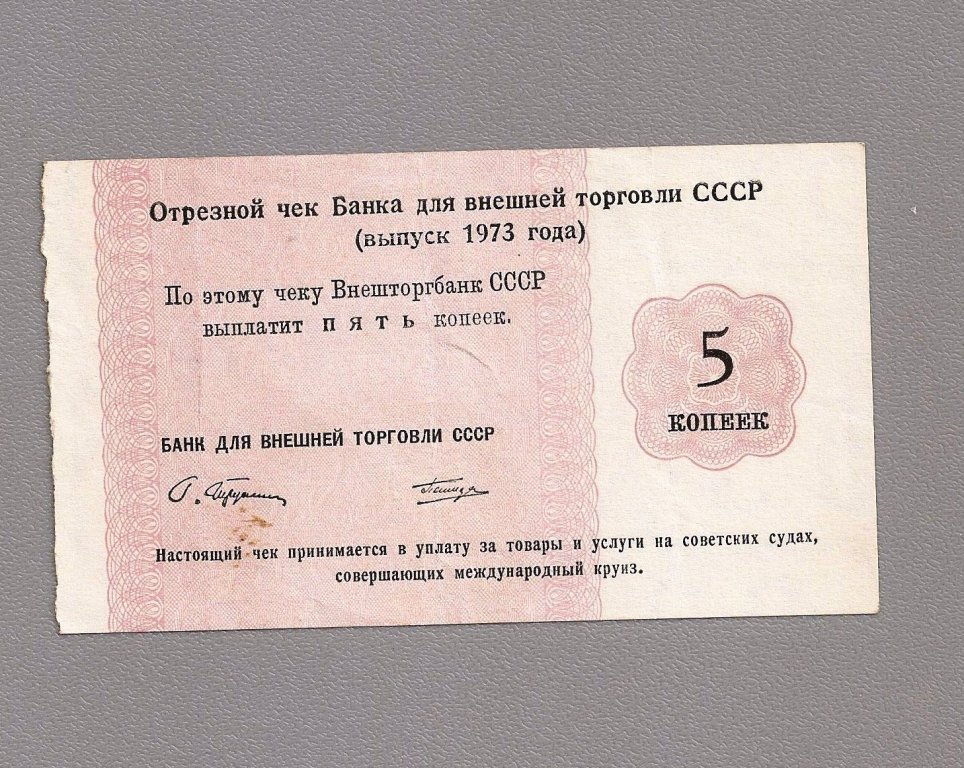 Отрезной чек Банка для внешней торговли СССР
(выпуск 1973 года)
По этому чеку Внешторгбанк СССР
выплатит пять копеек.
5
КОПЕЕК
БАНК ДЛЯ ВНЕШНЕЙ ТОРГОВЛИ СССР
Настоящий чек принимается в уплату за товары и услуги на советских судах,
совершающих международный круиз.